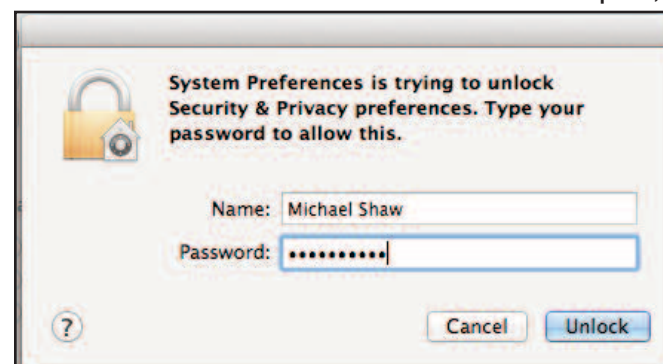 System Preferences is trying to unlock
Security & Privacy preferences. Type your
password to allow this.
Name: Michael Shaw
Password: ••••••••••
?
Cancel Unlock